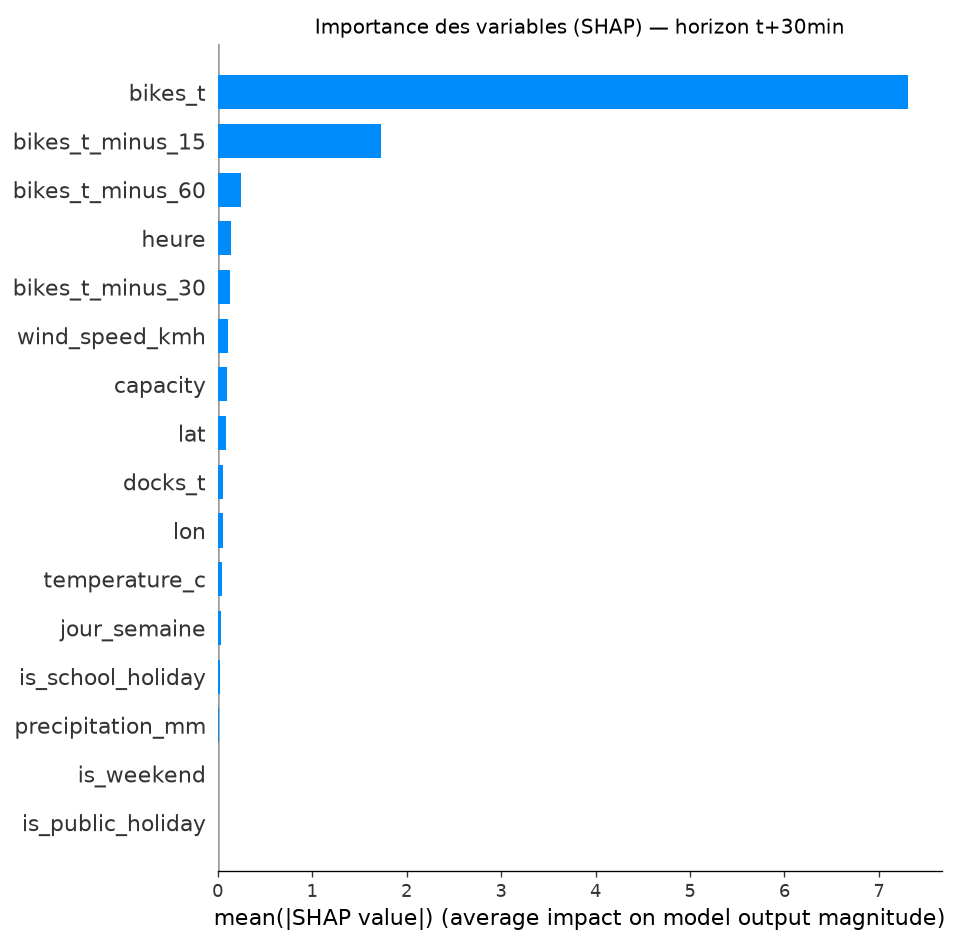 Importance des variables (SHAP) — horizon t+30min
bikes_t
bikes_t_minus_15
bikes_t_minus_60
heure
bikes_t_minus_30
wind_speed_kmh
capacity
lat
docks_t
lon
temperature_c
jour_semaine
is_school_holiday
precipitation_mm
is_weekend
is_public_holiday
0 1 2 3 4 5 6 7
mean(|SHAP value|) (average impact on model output magnitude)